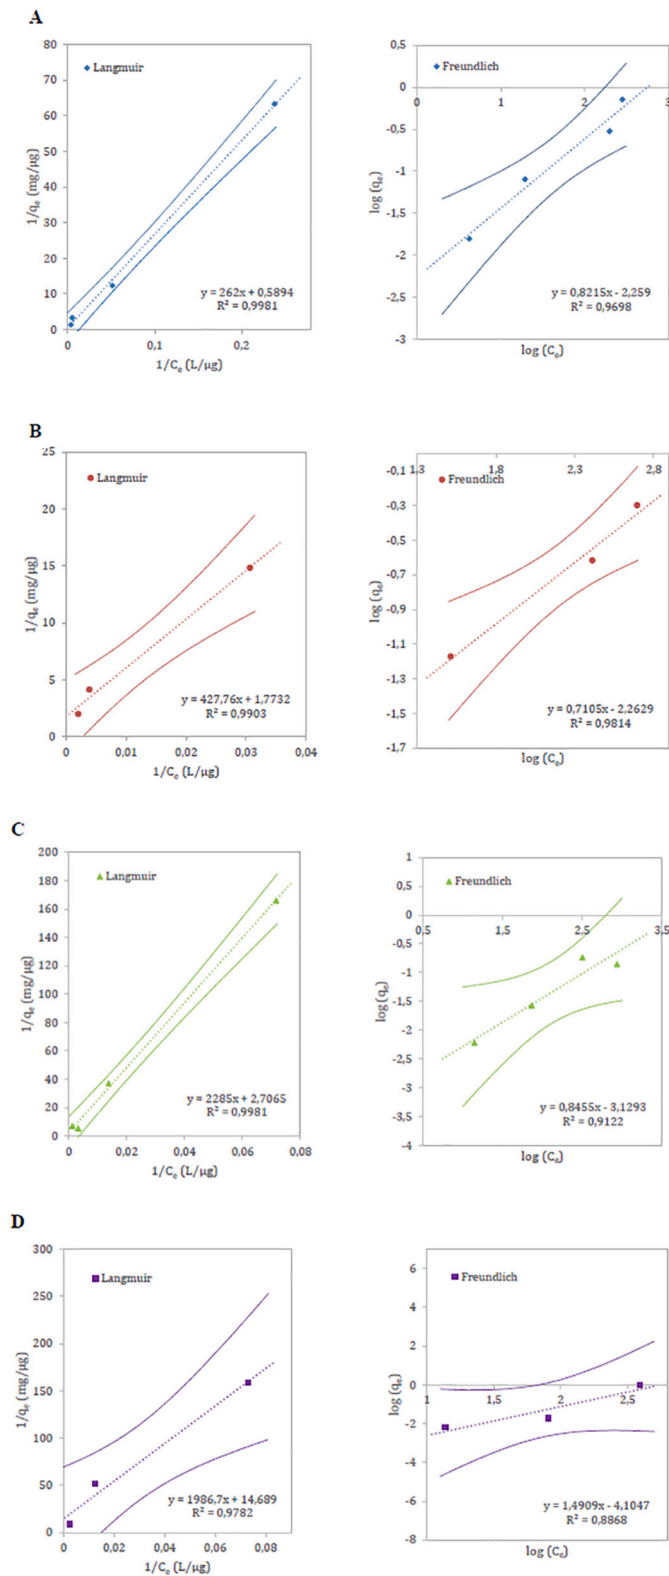 A
80
70
60
50
40
30
20
10
0
1/qₑ (mg/μg)
Langmuir
y = 262x + 0,5894
R² = 0,9981
0
0,1
0,2
1/Cₑ (L/μg)
0,5
0
-0,5
-1
-1,5
-2
-2,5
-3
log (qₑ)
Freundlich
0
1
2
3
y = 0,8215x - 2,259
R² = 0,9698
log (Cₑ)
B
25
20
15
10
5
0
1/qₑ (mg/μg)
Langmuir
y = 427,76x + 1,7732
R² = 0,9903
0
0,01
0,02
0,03
0,04
1/Cₑ (L/μg)
1.3
1.8
2.3
2.8
-0,1
-0,3
-0,5
-0,7
-0,9
-1,1
-1,3
-1,5
-1,7
log (qₑ)
Freundlich
y = 0,7105x - 2,2629
R² = 0,9814
log (Cₑ)
C
200
180
160
140
120
100
80
60
40
20
0
1/qₑ (mg/μg)
Langmuir
y = 2285x + 2,7065
R² = 0,9981
0
0,02
0,04
0,06
0,08
1/Cₑ (L/μg)
1
0,5
0
-0,5
-1
-1,5
-2
-2,5
-3
-3,5
-4
log (qₑ)
Freundlich
0,5
1,5
2,5
3,5
y = 0,8455x - 3,1293
R² = 0,9122
log (Cₑ)
D
300
250
200
150
100
50
0
1/qₑ (mg/μg)
Langmuir
y = 1986,7x + 14,689
R² = 0,9782
0
0,02
0,04
0,06
0,08
1/Cₑ (L/μg)
6
4
2
0
-2
-4
-6
-8
log (qₑ)
Freundlich
1
1,5
2
2,5
y = 1,4909x - 4,1047
R² = 0,8868
log (Cₑ)